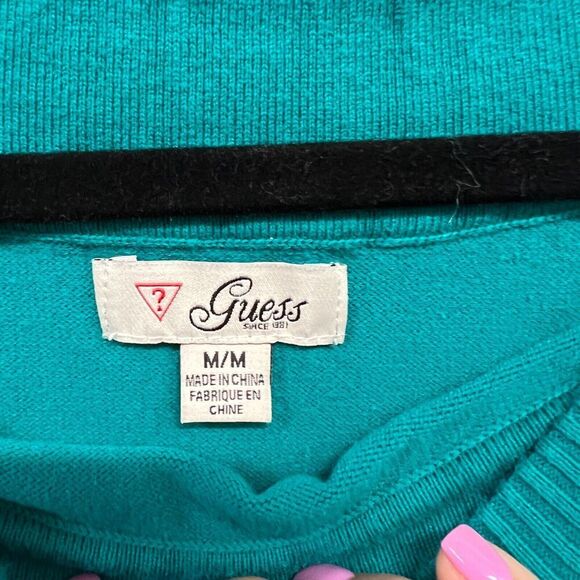 ?
Guess
SINCE 1981
M/M
MADE IN CHINA
FABRIQUE EN
CHINE